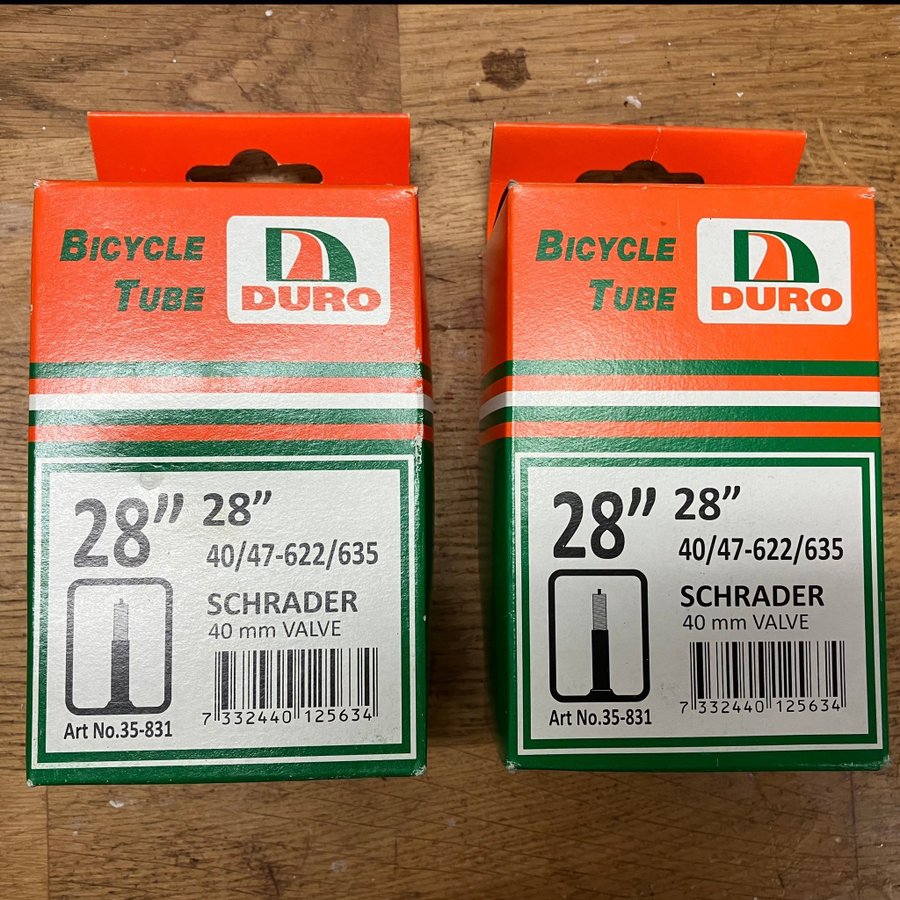 BICYCLE
TUBE
DURO
28” 28”
40/47-622/635
SCHRADER
40 mm VALVE
7 332440 125634
Art No.35-831
BICYCLE
TUBE
DURO
28” 28”
40/47-622/635
SCHRADER
40 mm VALVE
7 332440 125634
Art No.35-831